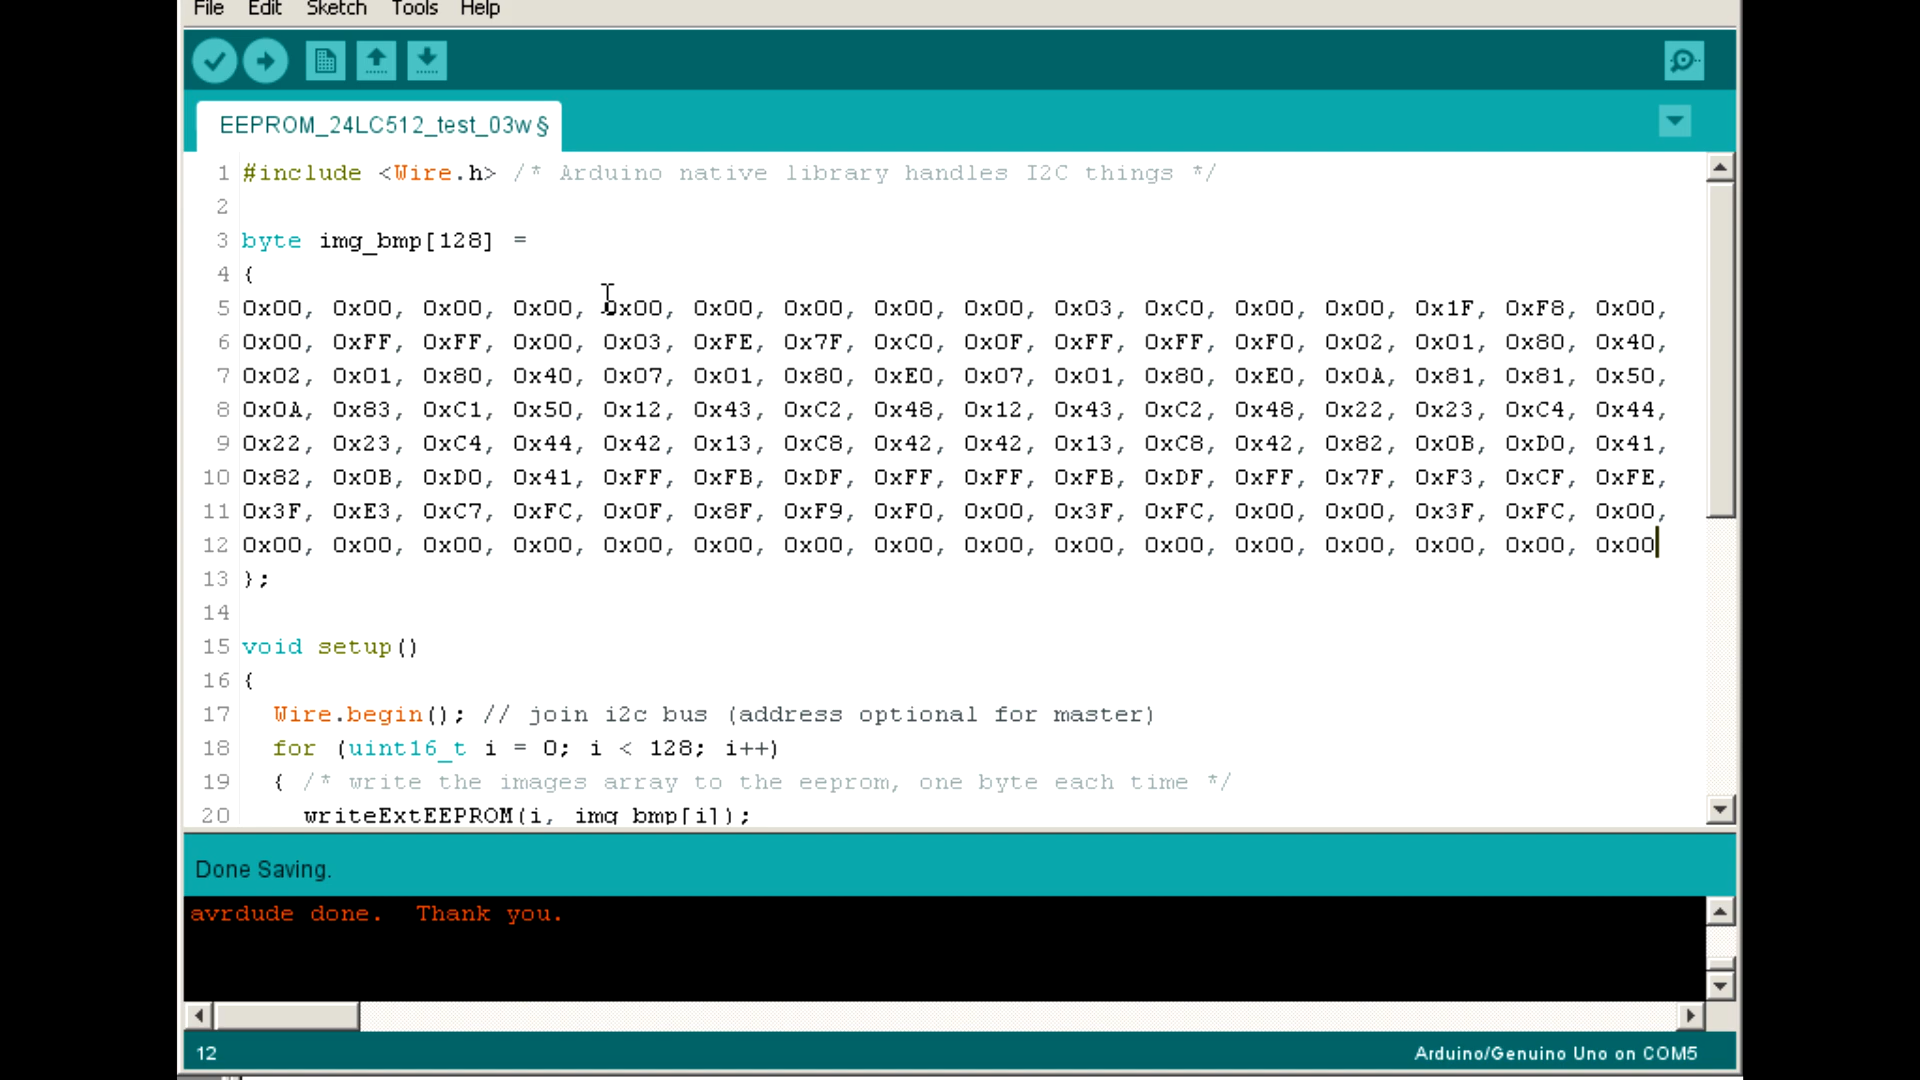 File Edit Sketch Tools Help
EEPROM_24LC512_test_03w §
1 #include <Wire.h> /* Arduino native library handles I2C things */
2
3 byte img_bmp[128] =
4 {
5 0x00, 0x00, 0x00, 0x00, 0x00, 0x00, 0x00, 0x00, 0x00, 0x03, 0xC0, 0x00, 0x00, 0x1F, 0xF8, 0x00,
6 0x00, 0xFF, 0xFF, 0x00, 0x03, 0xFE, 0x7F, 0xC0, 0x0F, 0xFF, 0xFF, 0xF0, 0x02, 0x01, 0x80, 0x40,
7 0x02, 0x01, 0x80, 0x40, 0x07, 0x01, 0x80, 0xE0, 0x07, 0x01, 0x80, 0xE0, 0x0A, 0x81, 0x81, 0x50,
8 0x0A, 0x83, 0xC1, 0x50, 0x12, 0x43, 0xC2, 0x48, 0x12, 0x43, 0xC2, 0x48, 0x22, 0x23, 0xC4, 0x44,
9 0x22, 0x23, 0xC4, 0x44, 0x42, 0x13, 0xC8, 0x42, 0x42, 0x13, 0xC8, 0x42, 0x82, 0x0B, 0xD0, 0x41,
10 0x82, 0x0B, 0xD0, 0x41, 0xFF, 0xFB, 0xDF, 0xFF, 0xFF, 0xFB, 0xDF, 0xFF, 0x7F, 0xF3, 0xCF, 0xFE,
11 0x3F, 0xE3, 0xC7, 0xFC, 0x0F, 0x8F, 0xF9, 0xF0, 0x00, 0x3F, 0xFC, 0x00, 0x00, 0x3F, 0xFC, 0x00,
12 0x00, 0x00, 0x00, 0x00, 0x00, 0x00, 0x00, 0x00, 0x00, 0x00, 0x00, 0x00, 0x00, 0x00, 0x00, 0x00
13 };
14
15 void setup()
16 {
17 Wire.begin(); // join i2c bus (address optional for master)
18 for (uint16_t i = 0; i < 128; i++)
19 { /* write the images array to the eeprom, one byte each time */
20 writeExtEEPROM(i, img_bmp[i]);
Done Saving.
avrdude done. Thank you.
12 Arduino/Genuino Uno on COM5